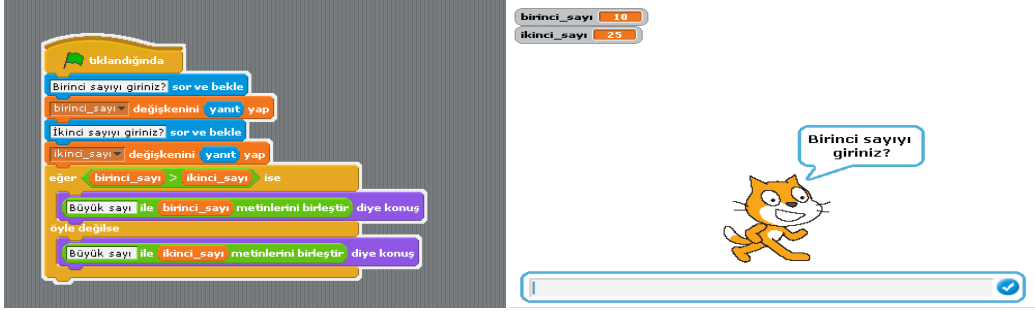 tıklandığında
Birinci sayıyı giriniz? sor ve bekle
birinci_sayı değişkenini yanıt yap
İkinci sayıyı giriniz? sor ve bekle
ikinci_sayı değişkenini yanıt yap
eğer birinci_sayı > ikinci_sayı ise
Büyük sayı ile birinci_sayı metinlerini birleştir diye konuş
öyle değilse
Büyük sayı ile ikinci_sayı metinlerini birleştir diye konuş
birinci_sayı 10
ikinci_sayı 25
Birinci sayıyı
giriniz?